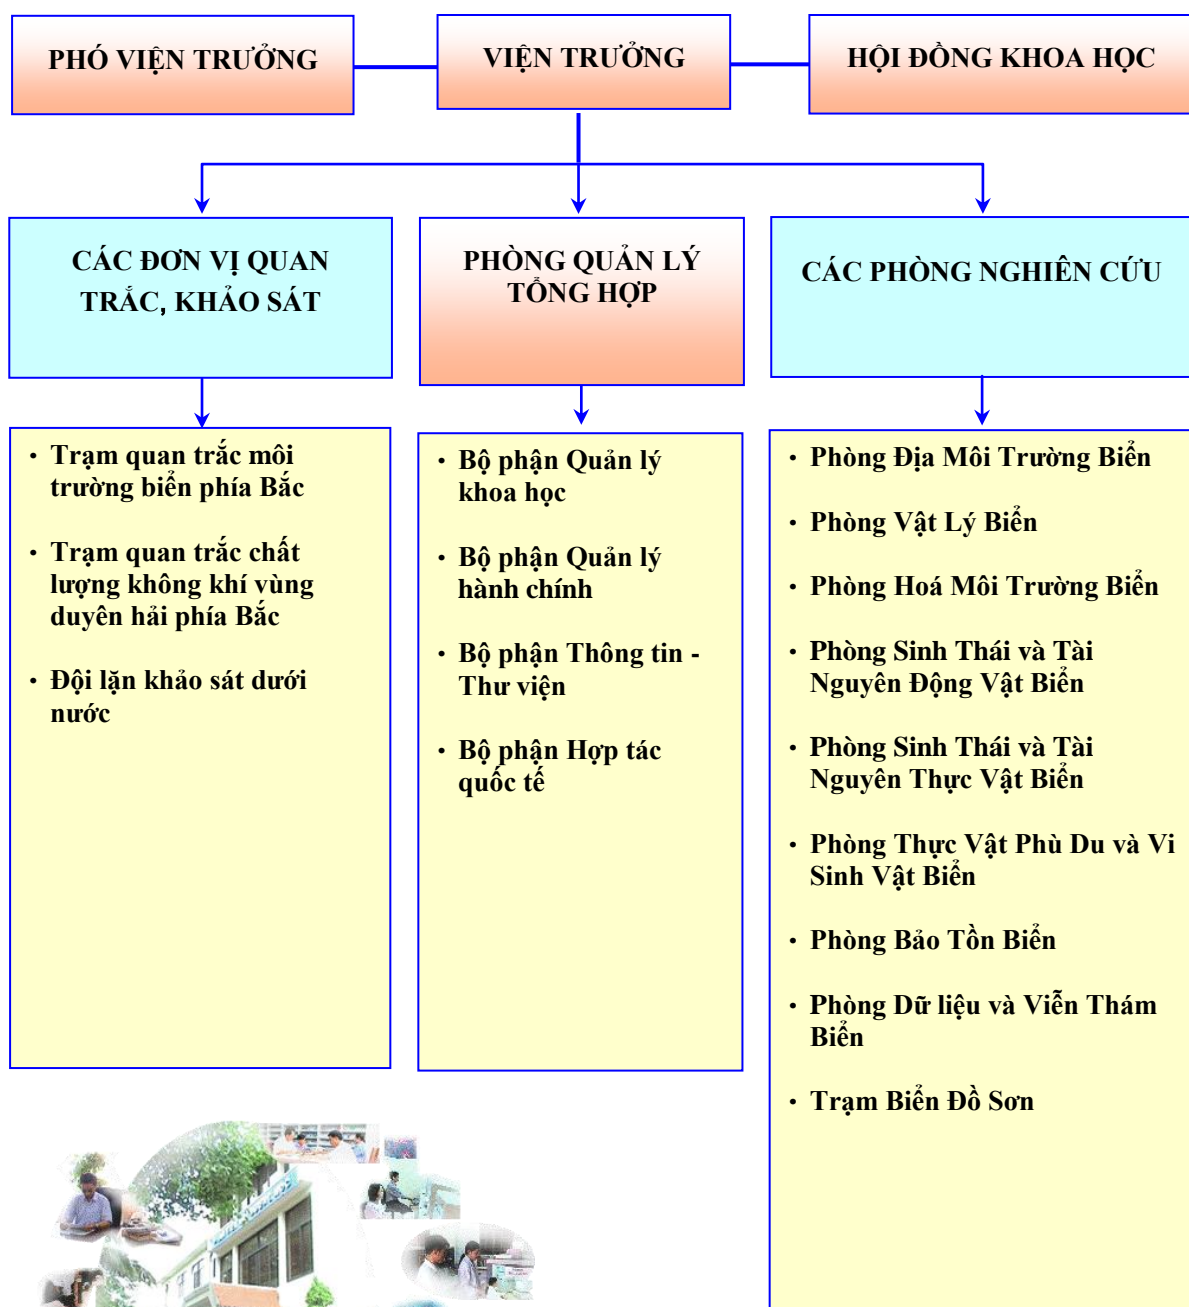 PHÓ VIỆN TRƯỞNG
VIỆN TRƯỞNG
HỘI ĐỒNG KHOA HỌC
CÁC ĐƠN VỊ QUAN
TRẮC, KHẢO SÁT
PHÒNG QUẢN LÝ
TỔNG HỢP
CÁC PHÒNG NGHIÊN CỨU
· Trạm quan trắc môi
trường biển phía Bắc
· Trạm quan trắc chất
lượng không khí vùng
duyên hải phía Bắc
· Đội lặn khảo sát dưới
nước
· Bộ phận Quản lý
khoa học
· Bộ phận Quản lý
hành chính
· Bộ phận Thông tin -
Thư viện
· Bộ phận Hợp tác
quốc tế
· Phòng Địa Môi Trường Biển
· Phòng Vật Lý Biển
· Phòng Hoá Môi Trường Biển
· Phòng Sinh Thái và Tài
Nguyên Động Vật Biển
· Phòng Sinh Thái và Tài
Nguyên Thực Vật Biển
· Phòng Thực Vật Phù Du và Vi
Sinh Vật Biển
· Phòng Bảo Tồn Biển
· Phòng Dữ liệu và Viễn Thám
Biển
· Trạm Biển Đồ Sơn